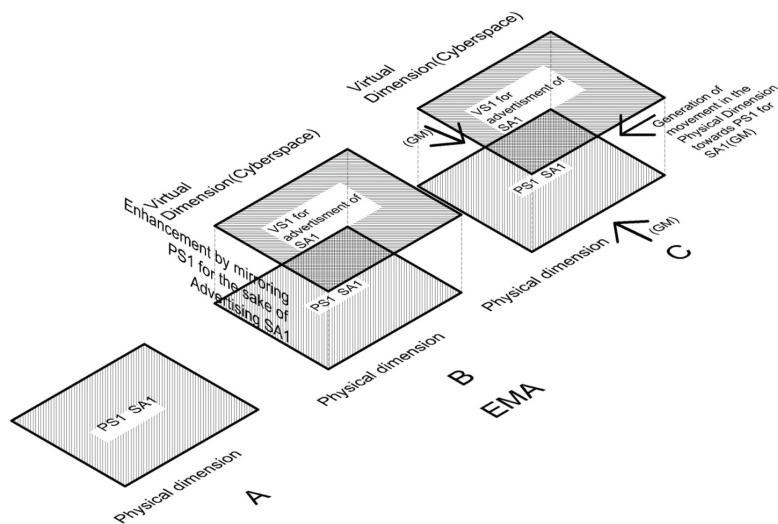 PS1 SA1
Physical dimension
A
Virtual
Dimension(Cyberspace)
Enhancement by mirroring
PS1 for the sake of
Advertising SA1
VS1 for
advertisment of
SA1
PS1 SA1
Physical dimension
B
EMA
Virtual
Dimension(Cyberspace)
VS1 for
advertisment of
SA1
(GM)
PS1 SA1
Generation of
movement in the
Physical Dimension
towards PS1 for
SA1(GM)
(GM)
Physical dimension
C